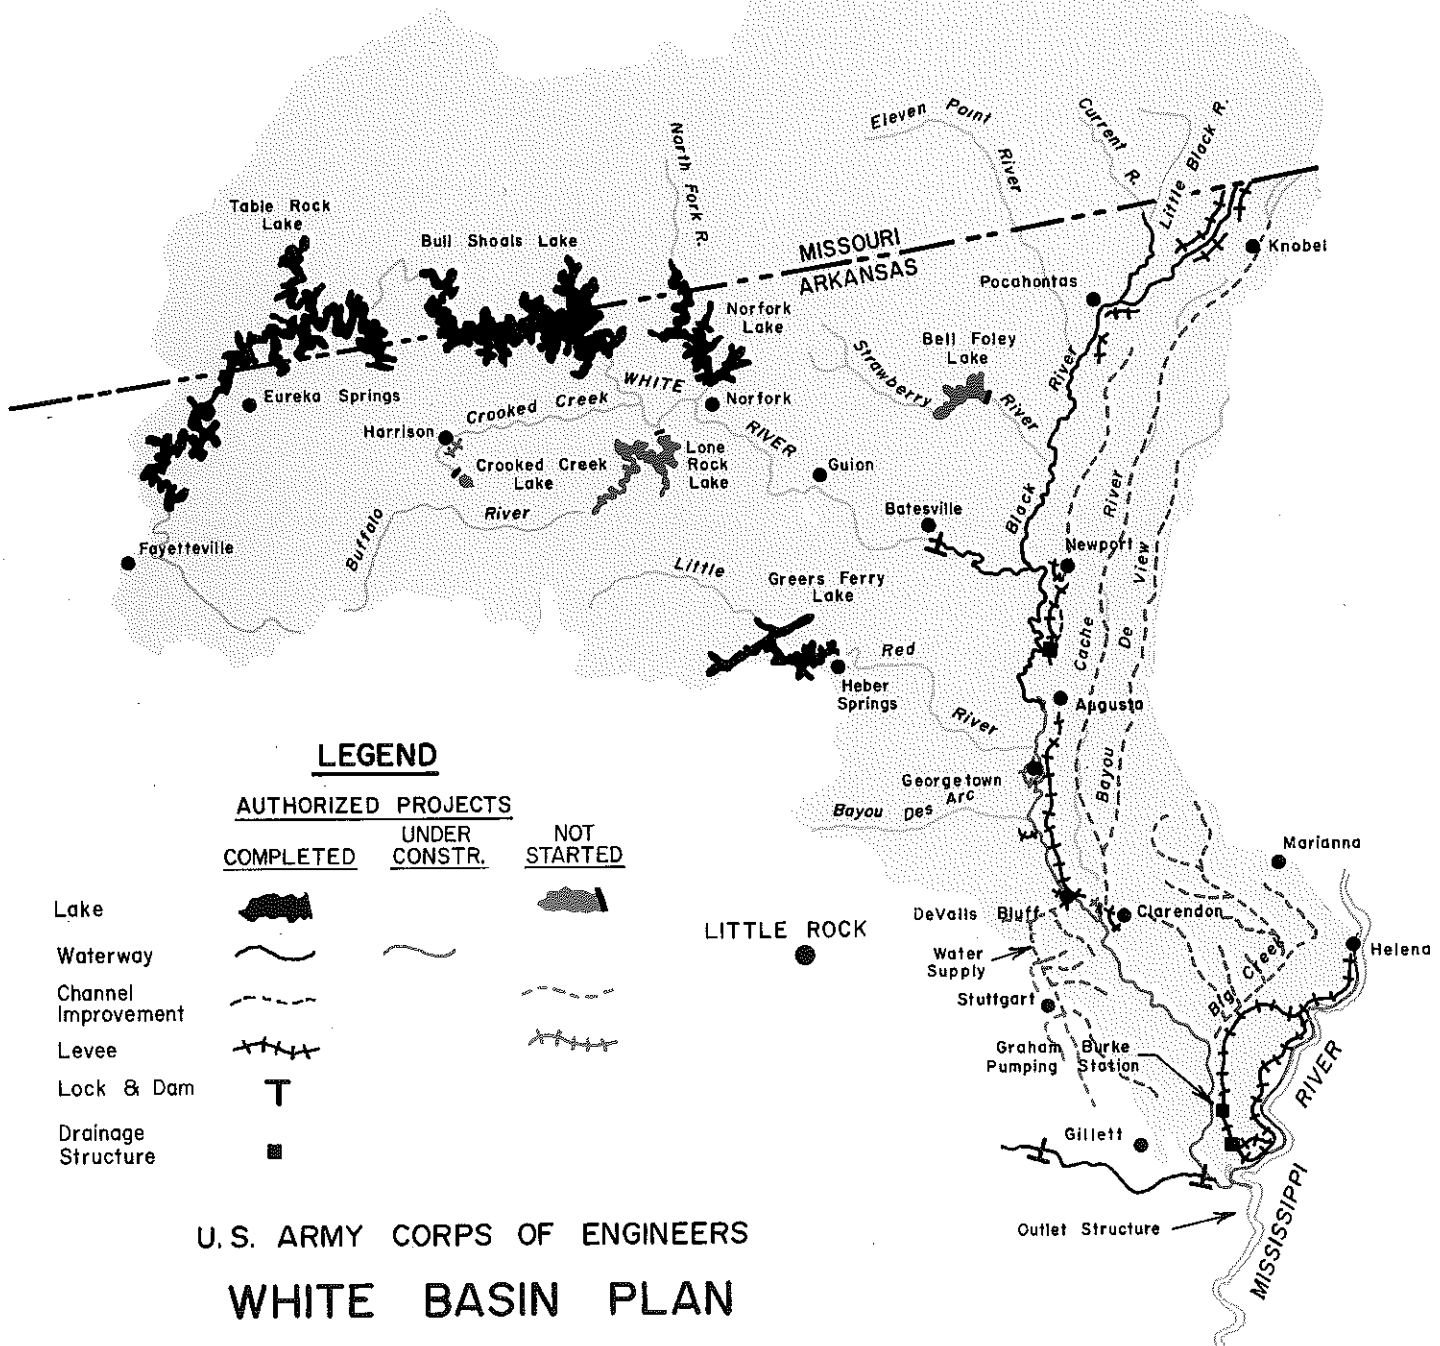 Eleven Point River
Current R.
Little Black R.
North Fork R.
Table Rock
Lake
Bull Shoals Lake
MISSOURI
ARKANSAS
Knobel
Pocahontas
Norfork
Lake
Bell Foley
Lake
Strawberry River
Black River
WHITE RIVER
Eureka Springs
Crooked Creek
Norfork
Harrison
Crooked Creek
Lake
Lone
Rock
Lake
Guion
Buffalo River
Batesville
Cache River
Fayetteville
Newport
Bayou De View
Little Red River
Greers Ferry
Lake
Heber
Springs
Augusta
Georgetown
Bayou Des Arc
Marianna
DeValls Bluff
Clarendon
LITTLE ROCK
Water
Supply
Big Creek
Helena
Stuttgart
Graham Burke
Pumping Station
Gillett
Outlet Structure
MISSISSIPPI RIVER
LEGEND
AUTHORIZED PROJECTS
COMPLETED
UNDER
CONSTR.
NOT
STARTED
Lake
Waterway
Channel
Improvement
Levee
Lock & Dam
Drainage
Structure
U.S. ARMY CORPS OF ENGINEERS
WHITE BASIN PLAN